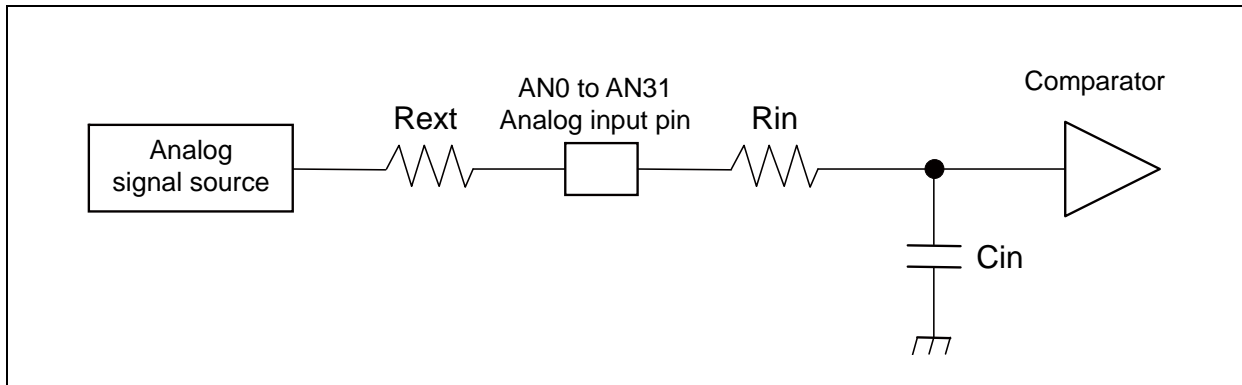 AN0 to AN31
Analog input pin
Comparator
Rext
Rin
Analog
signal source
Cin